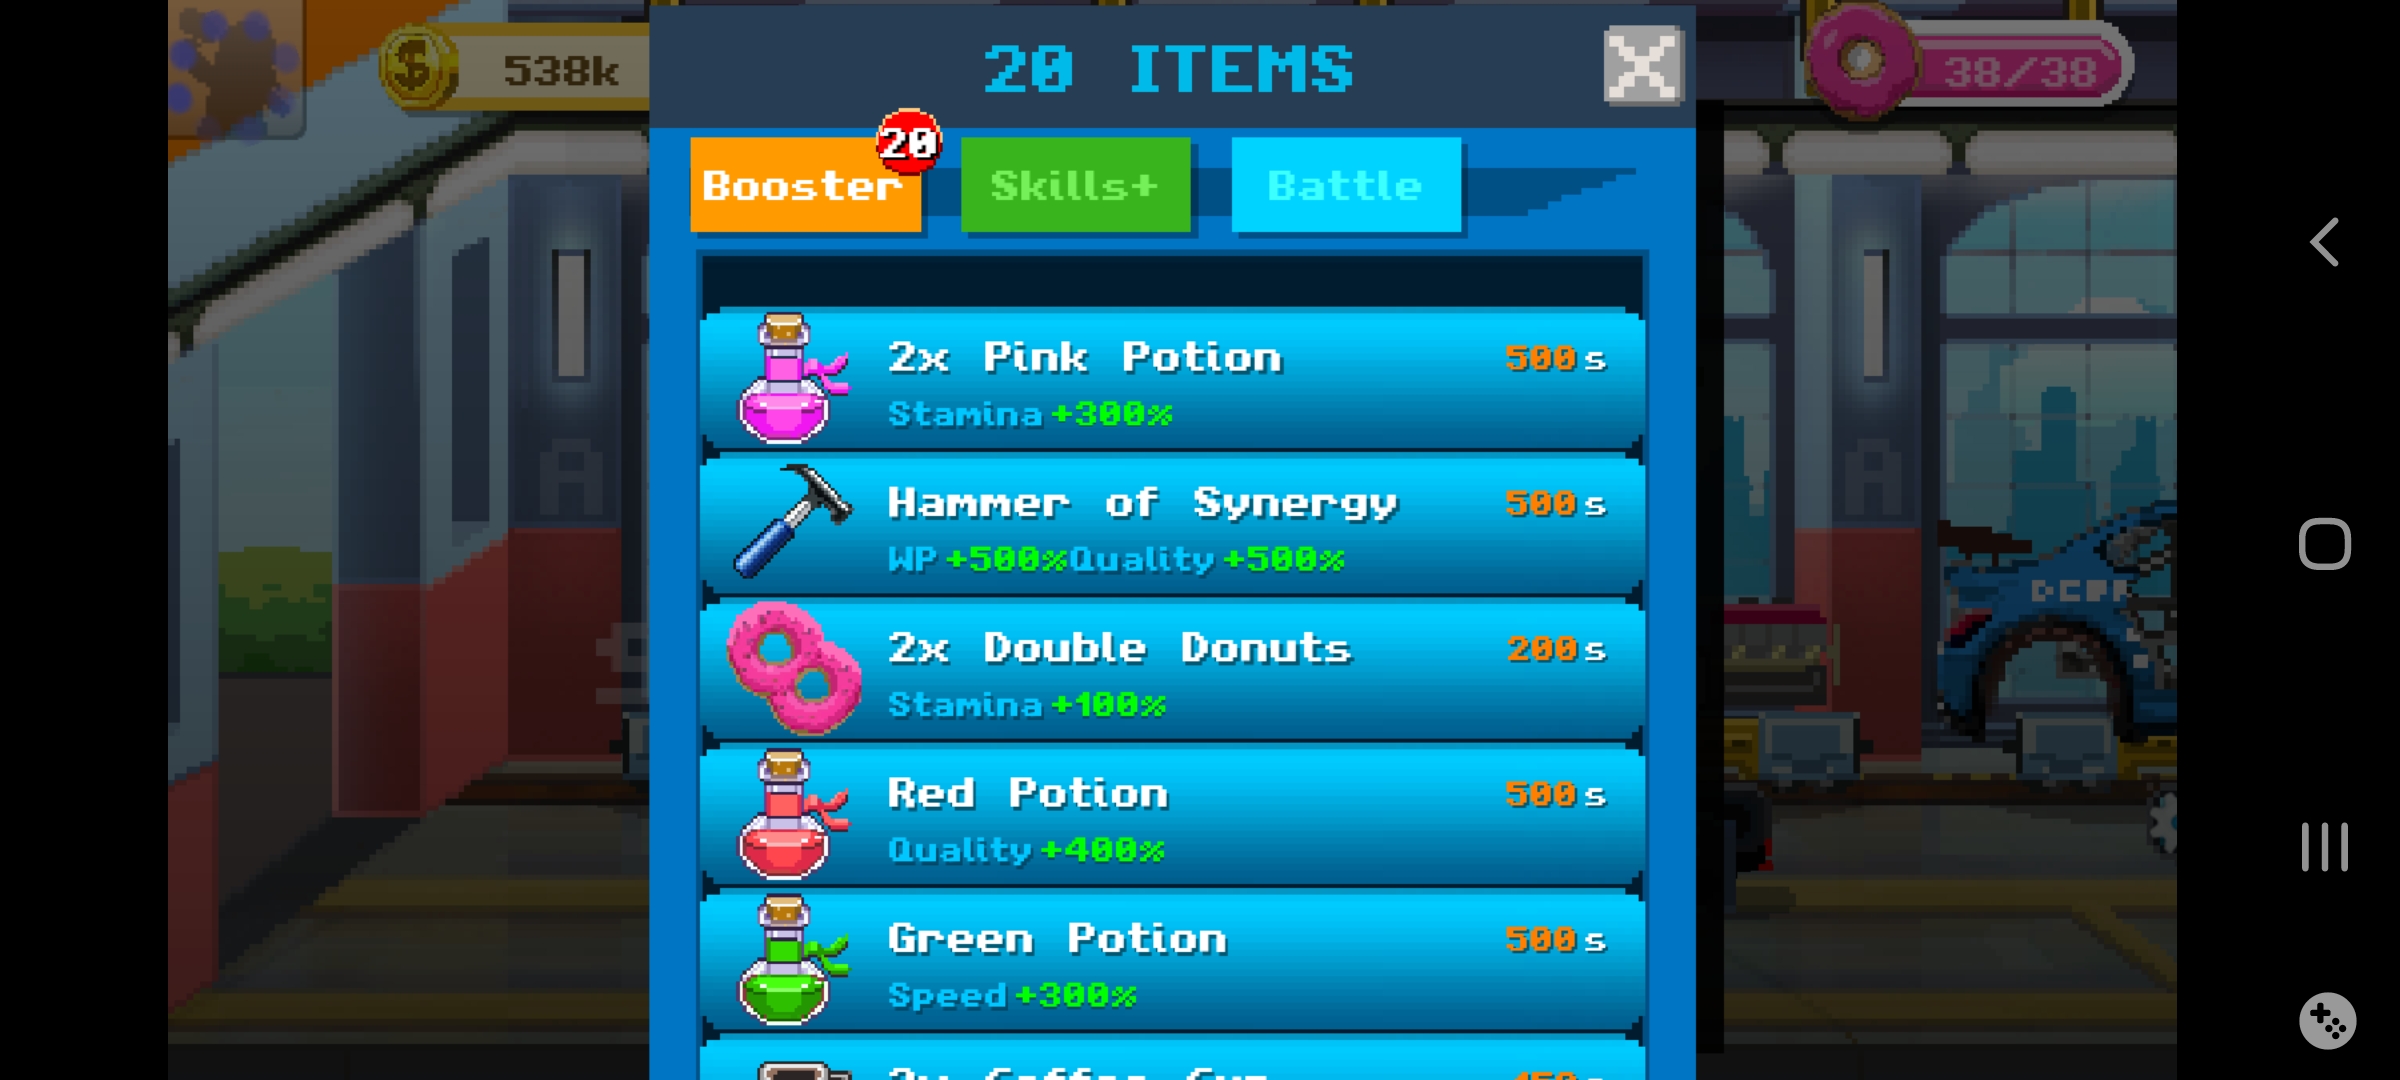 538k
20 ITEMS
38/38
Booster
20
Skills+
Battle
2x Pink Potion
500s
Stamina +300%
Hammer of Synergy
500s
WP +500%Quality +500%
2x Double Donuts
200s
Stamina +100%
Red Potion
500s
Quality +400%
Green Potion
500s
Speed +300%
A
A